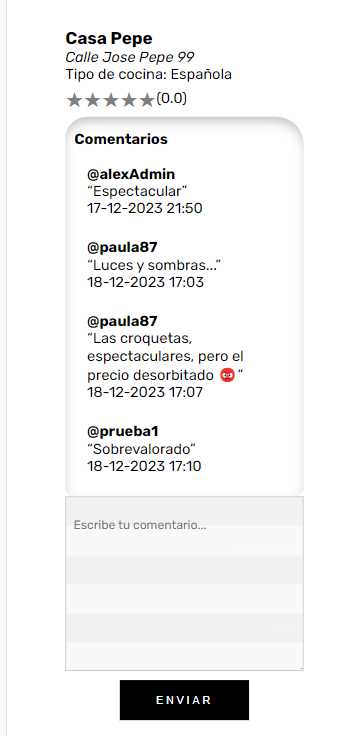 Casa Pepe
Calle Jose Pepe 99
Tipo de cocina: Española
★★★★★(0.0)
Comentarios
@alexAdmin
“Espectacular”
17-12-2023 21:50
@paula87
“Luces y sombras...”
18-12-2023 17:03
@paula87
“Las croquetas,
espectaculares, pero el
precio desorbitado 😡”
18-12-2023 17:07
@prueba1
“Sobrevalorado”
18-12-2023 17:10
Escribe tu comentario...
ENVIAR